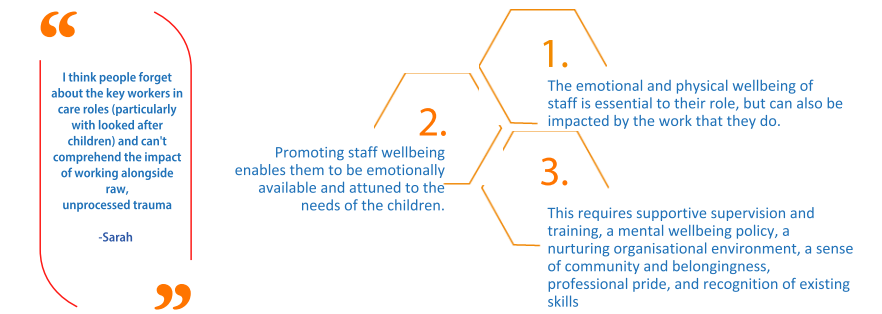 “
I think people forget
about the key workers in
care roles (particularly
with looked after
children) and can't
comprehend the impact
of working alongside
raw,
unprocessed trauma
-Sarah
”
1.
The emotional and physical wellbeing of
staff is essential to their role, but can also be
impacted by the work that they do.
2.
Promoting staff wellbeing
enables them to be emotionally
available and attuned to the
needs of the children.
3.
This requires supportive supervision and
training, a mental wellbeing policy, a
nurturing organisational environment, a sense
of community and belongingness,
professional pride, and recognition of existing
skills